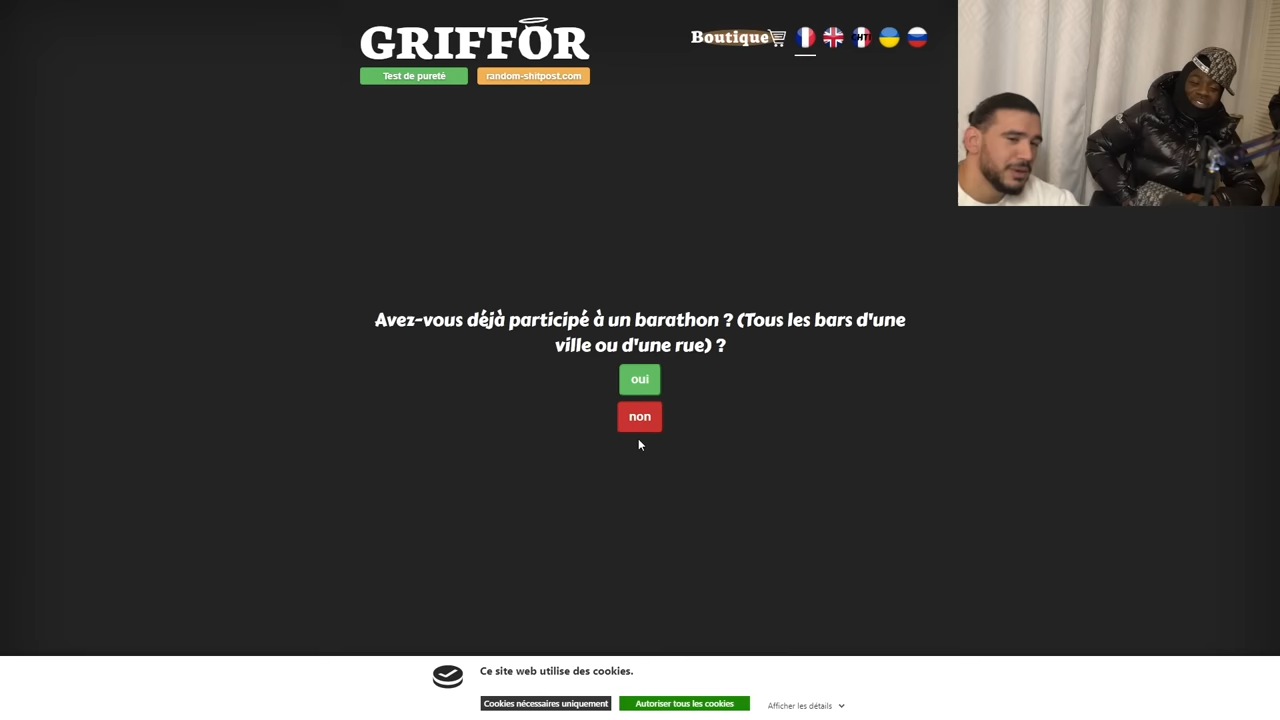 GRIFFOR
Boutique
CHTI
Test de pureté
random-shitpost.com
Avez-vous déjà participé à un barathon ? (Tous les bars d'une
ville ou d'une rue) ?
oui
non
Ce site web utilise des cookies.
Cookies nécessaires uniquement
Autoriser tous les cookies
Afficher les détails